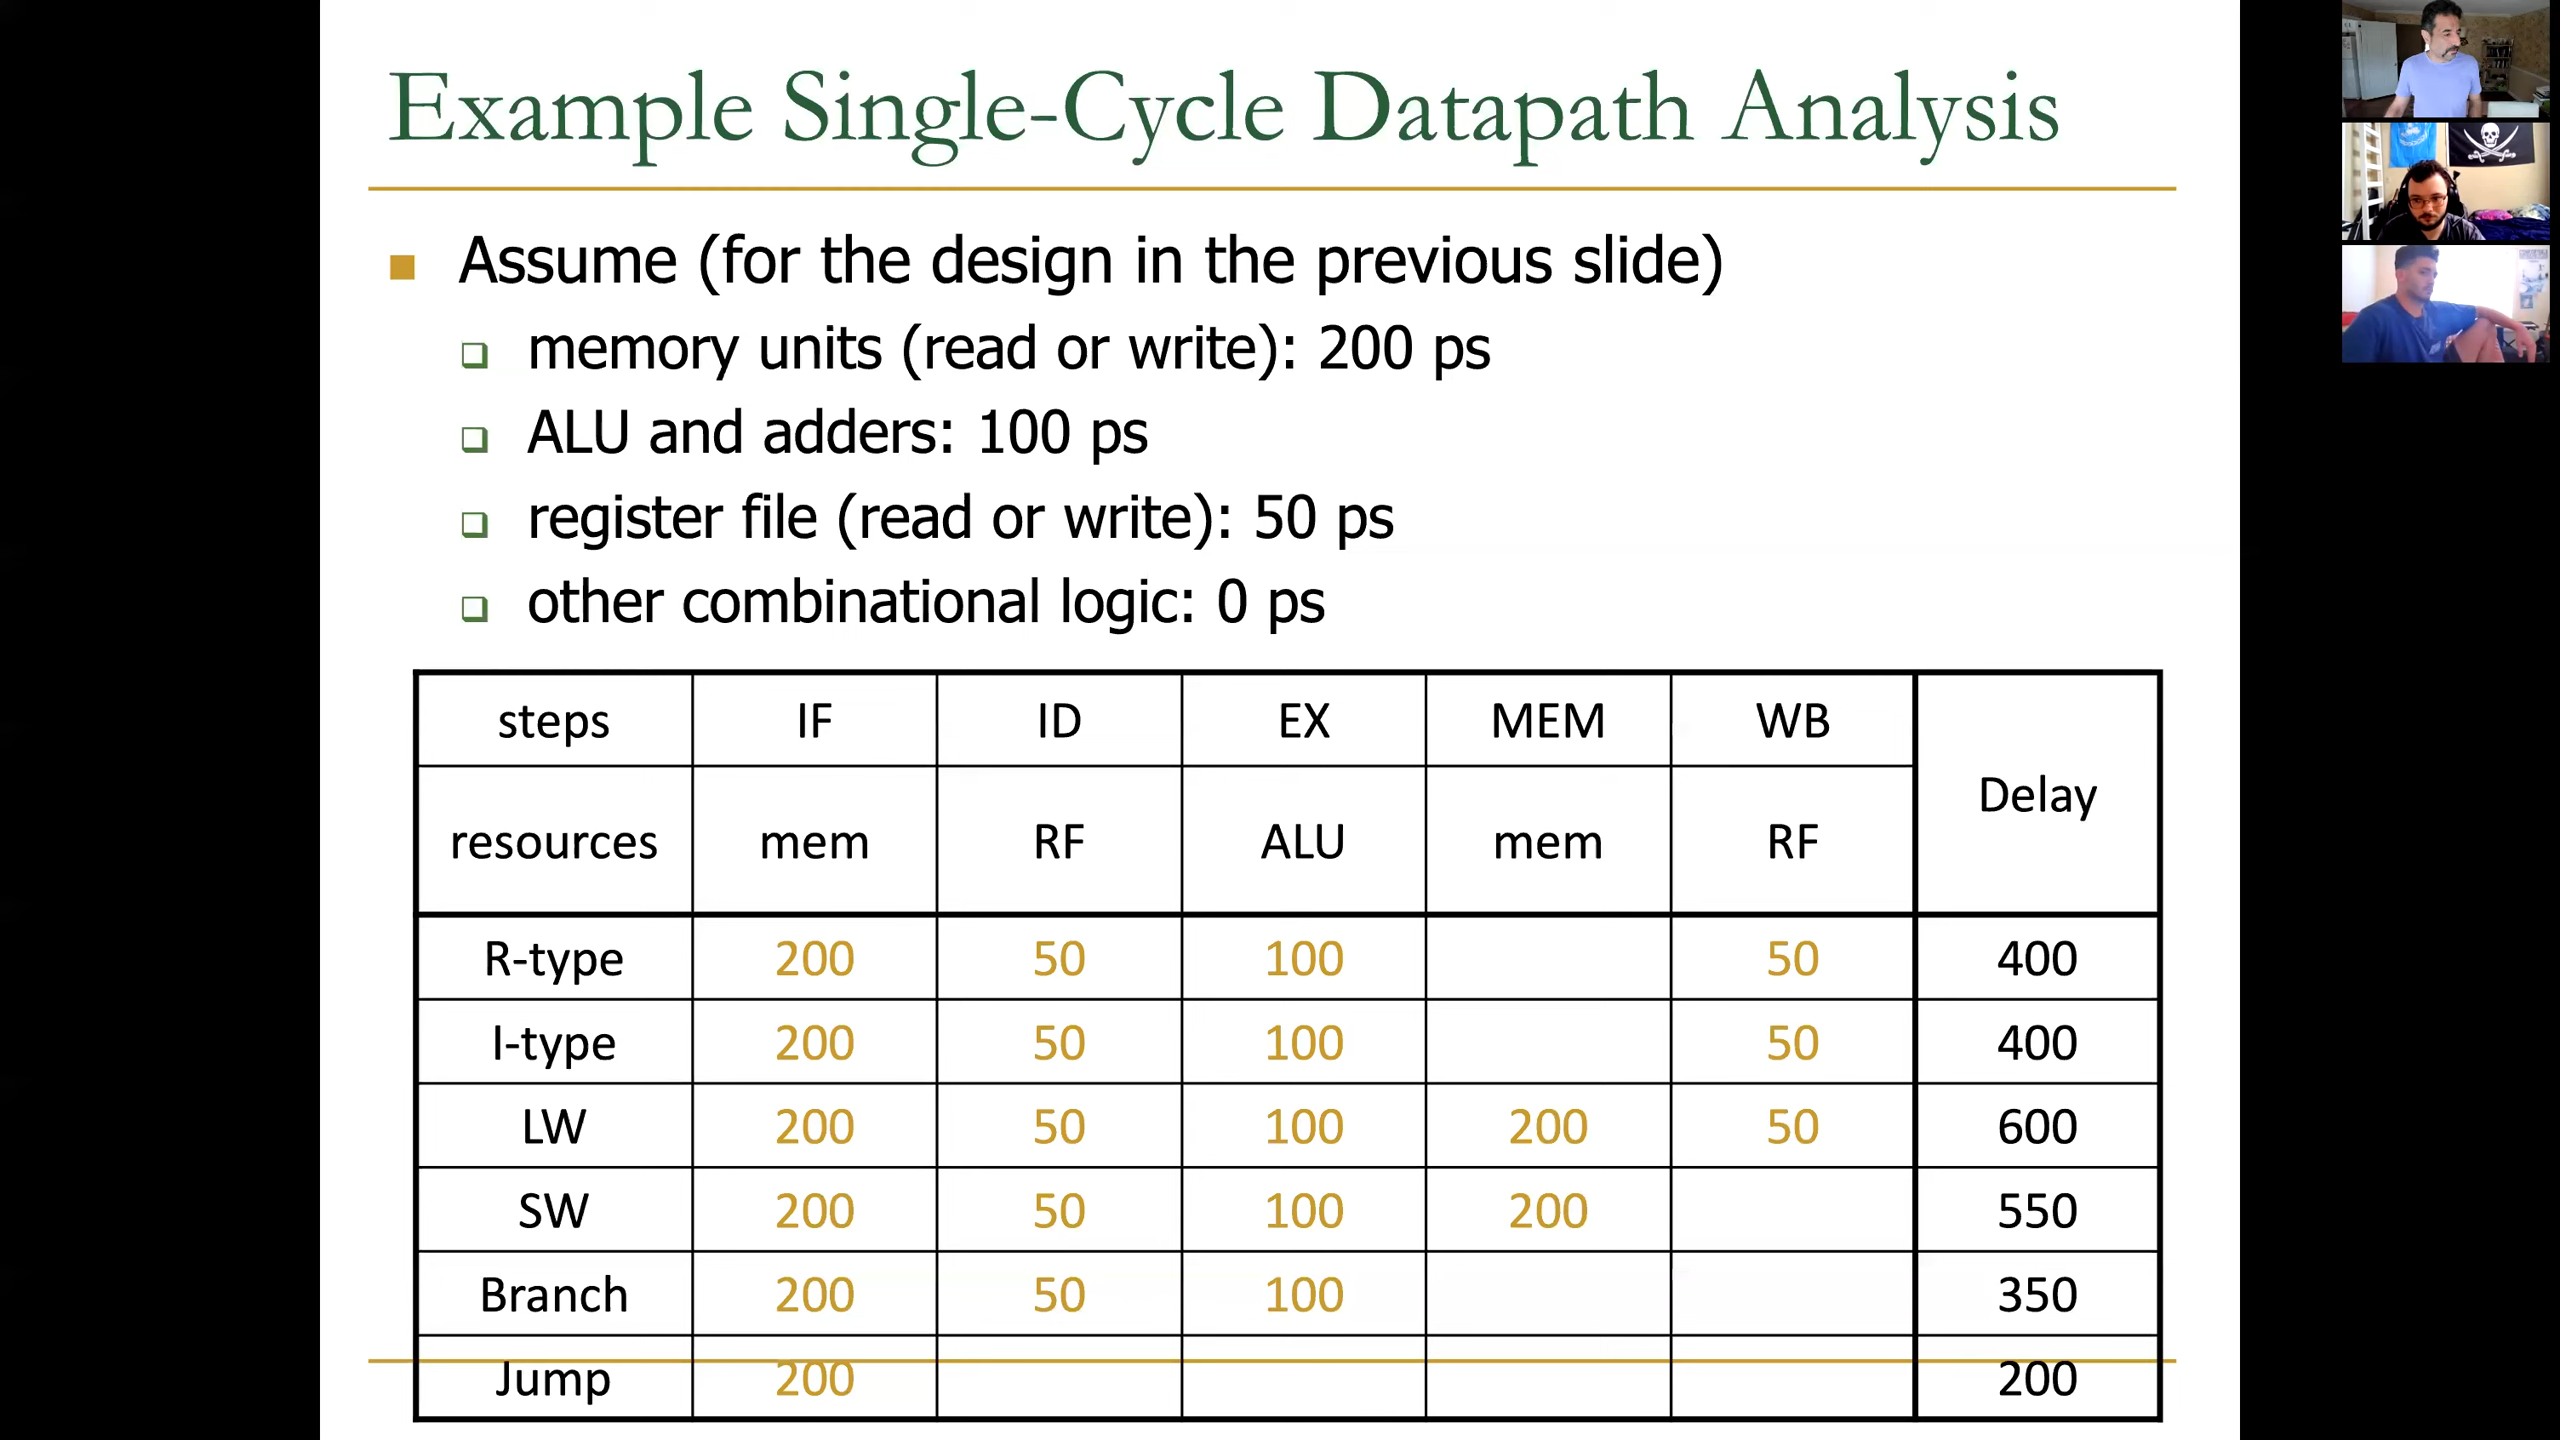 Example Single-Cycle Datapath Analysis
Assume (for the design in the previous slide)
memory units (read or write): 200 ps
ALU and adders: 100 ps
register file (read or write): 50 ps
other combinational logic: 0 ps
steps IF ID EX MEM WB Delay
resources mem RF ALU mem RF
R-type 200 50 100 50 400
I-type 200 50 100 50 400
LW 200 50 100 200 50 600
SW 200 50 100 200 550
Branch 200 50 100 350
Jump 200 200